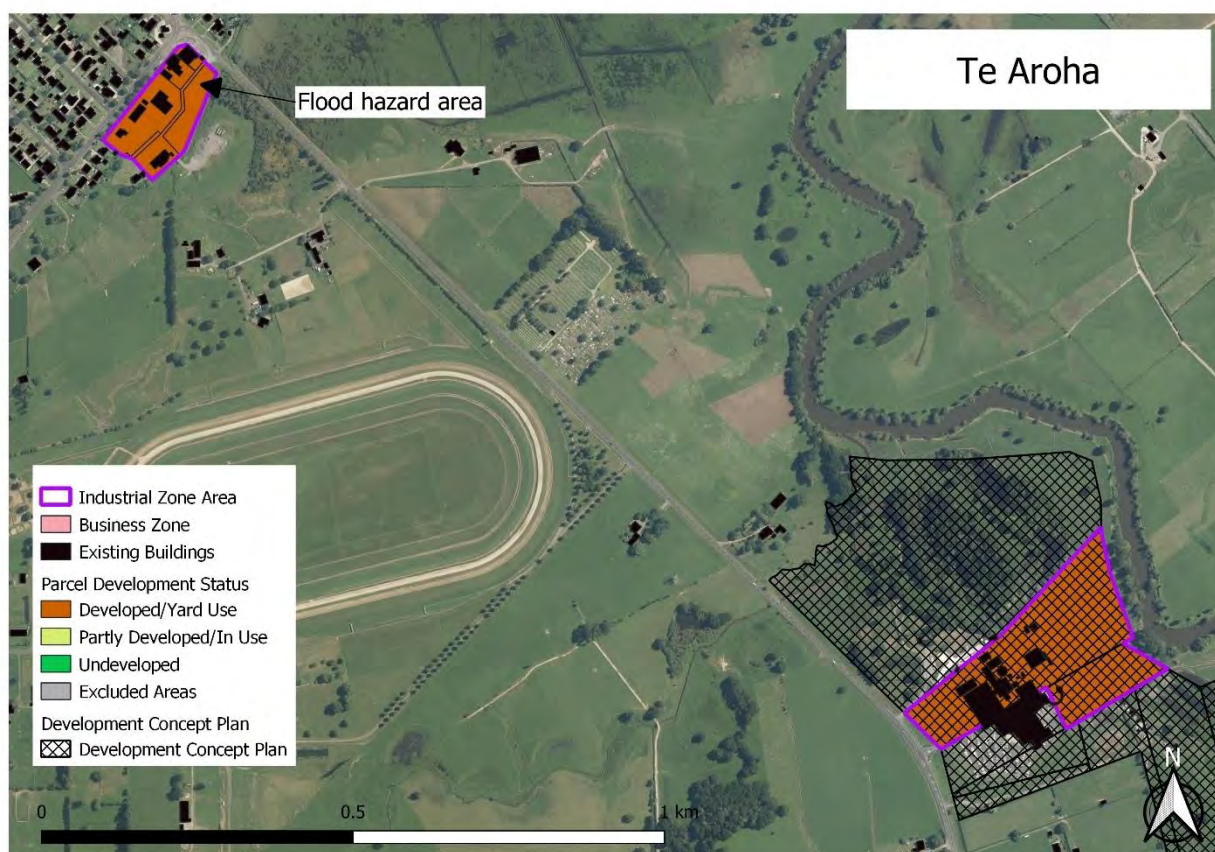 Te Aroha
Flood hazard area
Industrial Zone Area
Business Zone
Existing Buildings
Parcel Development Status
Developed/Yard Use
Partly Developed/In Use
Undeveloped
Excluded Areas
Development Concept Plan
Development Concept Plan
N
0 0.5 1 km